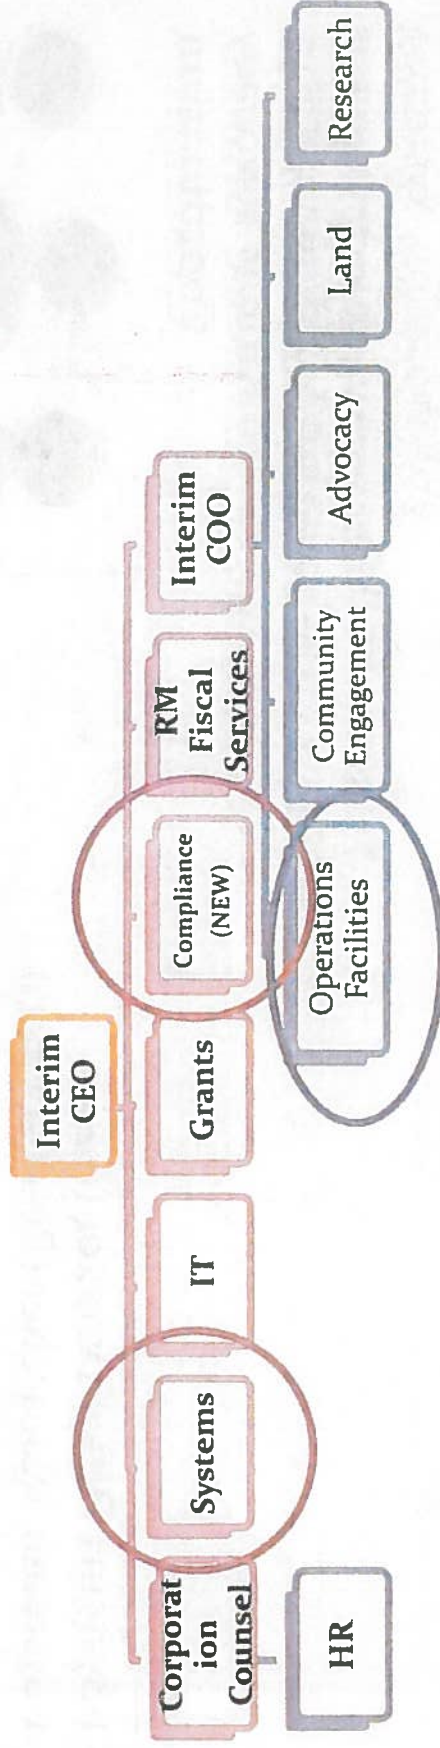 Interim
CEO
Corporat
ion
Counsel
Systems
IT
Grants
Compliance
(NEW)
RM
Fiscal
Services
Interim
COO
HR
Operations
Facilities
Community
Engagement
Advocacy
Land
Research